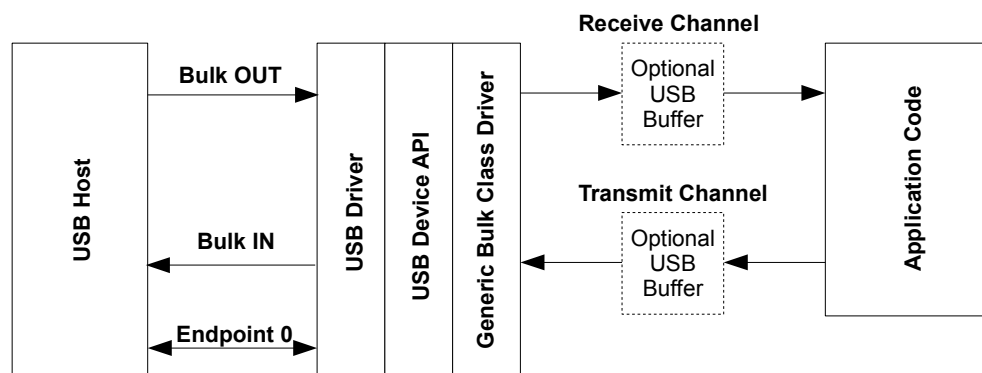 USB Host
Bulk OUT
Bulk IN
Endpoint 0
USB Driver
USB Device API
Generic Bulk Class Driver
Receive Channel
Optional
USB
Buffer
Transmit Channel
Optional
USB
Buffer
Application Code